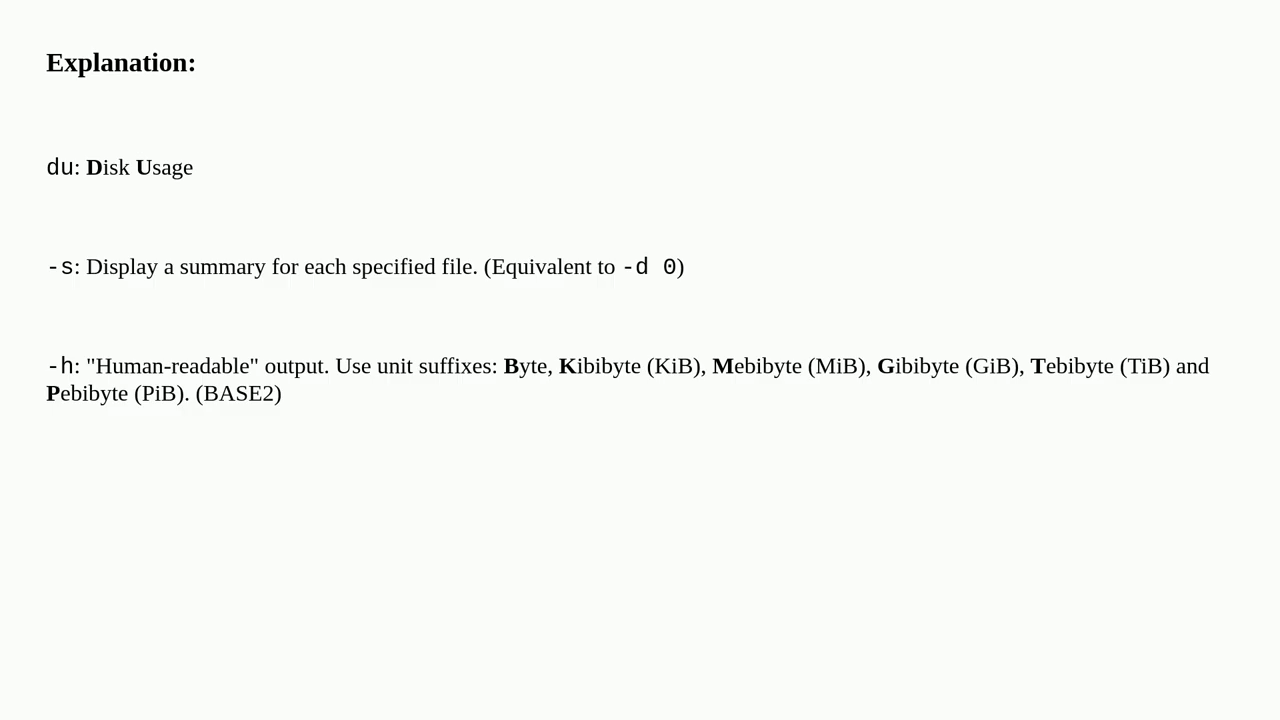 Explanation:
du: Disk Usage
-s: Display a summary for each specified file. (Equivalent to -d 0)
-h: "Human-readable" output. Use unit suffixes: Byte, Kibibyte (KiB), Mebibyte (MiB), Gibibyte (GiB), Tebibyte (TiB) and
Pebibyte (PiB). (BASE2)